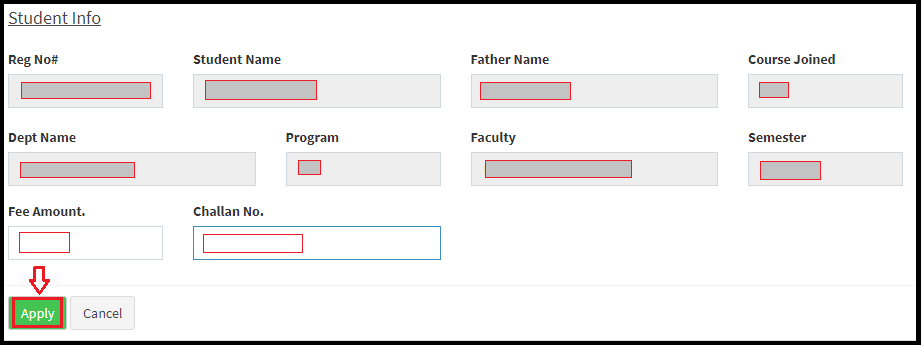 Student Info
Reg No# Student Name Father Name Course Joined
Dept Name Program Faculty Semester
Fee Amount. Challan No.
Apply Cancel